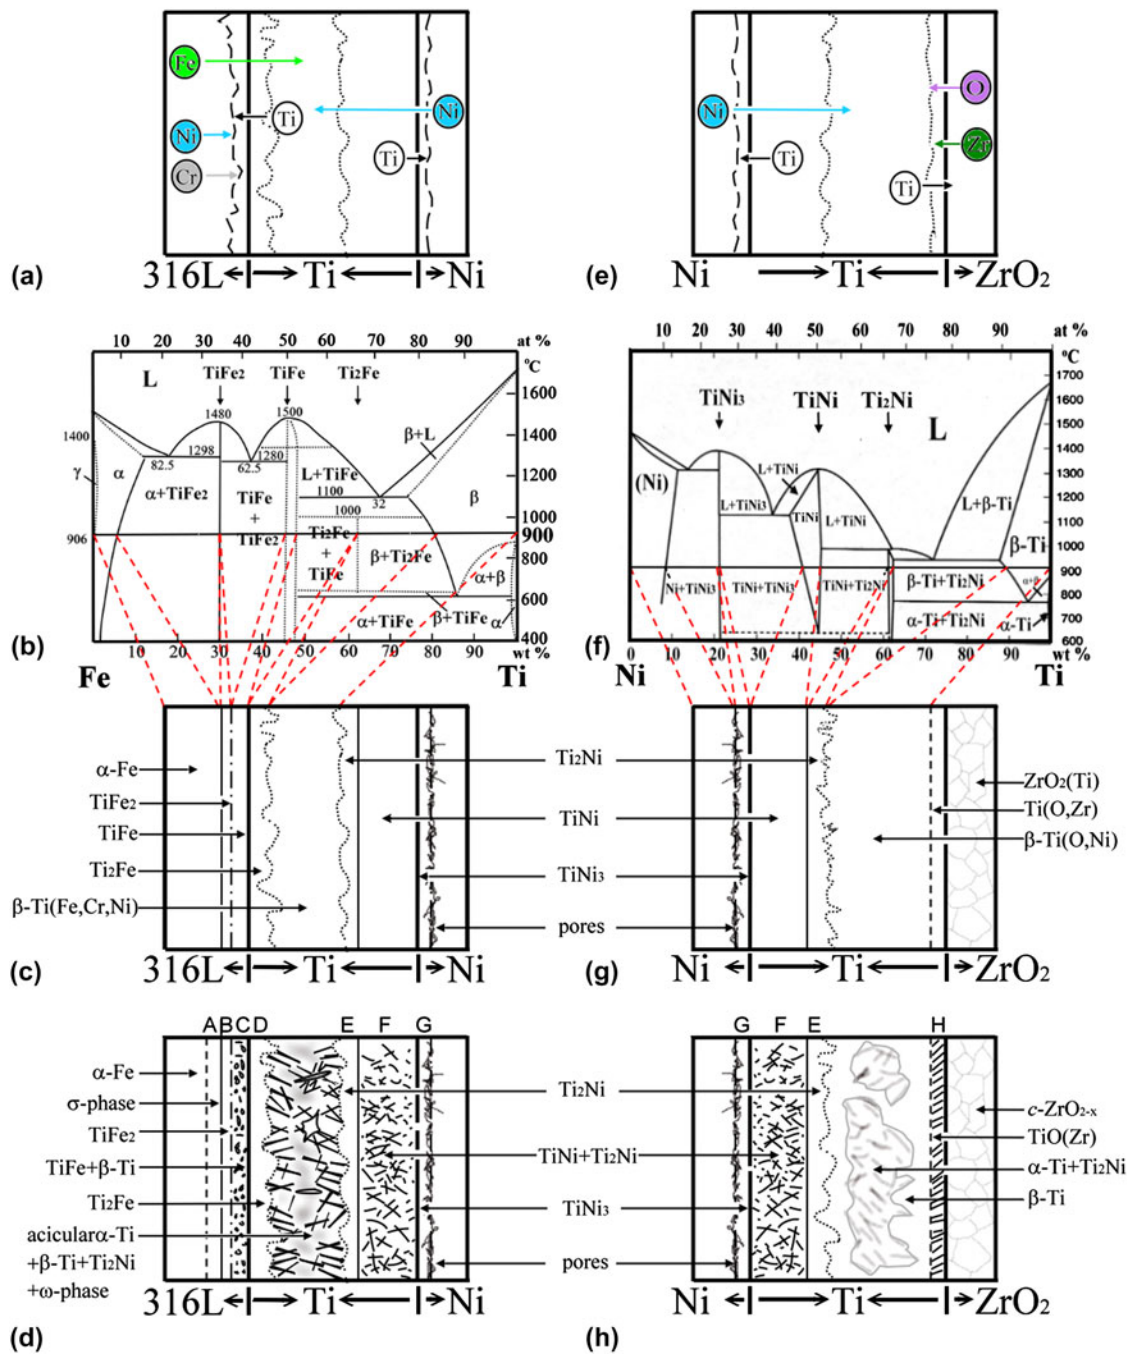 Fe
Ti
Ni
Ni
Ti
Cr
(a)
316L
Ti
Ni
O
Ni
Ti
Zr
Ti
(e)
Ni
Ti
ZrO2
10 20 30 40 50 60 70 80 90 at %
L TiFe2 TiFe Ti2Fe °C
1600
1480 1500
1400
1400
1298 1280 β+L
82.5 62.5 L+TiFe
1200
γ α α+TiFe2 TiFe + TiFe2 1100 32 β
1000
1000
906
900
Ti2Fe + TiFe β+Ti2Fe
800
α+β
600
α+TiFe β+TiFe α
400
(b)
10 20 30 40 50 60 70 80 90 wt %
Fe Ti
10 20 25 30 40 50 60 70 80 90 at %
°C
1700
TiNi3 TiNi Ti2Ni
1600
L
1500
1400
(Ni) L+TiNi
1300
L+TiNi3 TiNi L+TiNi L+β-Ti
1200
1100
β-Ti
1000
900
Ni+TiNi3 TiNi+TiNi3 TiNi+Ti2Ni β-Ti+Ti2Ni α+β
800
α-Ti+Ti2Ni α-Ti
700
600
(f)
0 10 20 30 40 50 60 70 80 90 wt %
Ni Ti
α-Fe
TiFe2
TiFe
Ti2Fe
β-Ti(Fe,Cr,Ni)
(c)
316L
Ti
Ni
Ti2Ni
TiNi
TiNi3
pores
ZrO2(Ti)
Ti(O,Zr)
β-Ti(O,Ni)
(g)
Ni
Ti
ZrO2
A B C D E F G
α-Fe
σ-phase
TiFe2
TiFe+β-Ti
Ti2Fe
acicularα-Ti
+β-Ti+Ti2Ni
+ω-phase
316L
Ti
Ni
(d)
Ti2Ni
TiNi+Ti2Ni
TiNi3
pores
G F E H
c-ZrO2-x
TiO(Zr)
α-Ti+Ti2Ni
β-Ti
Ni
Ti
ZrO2
(h)